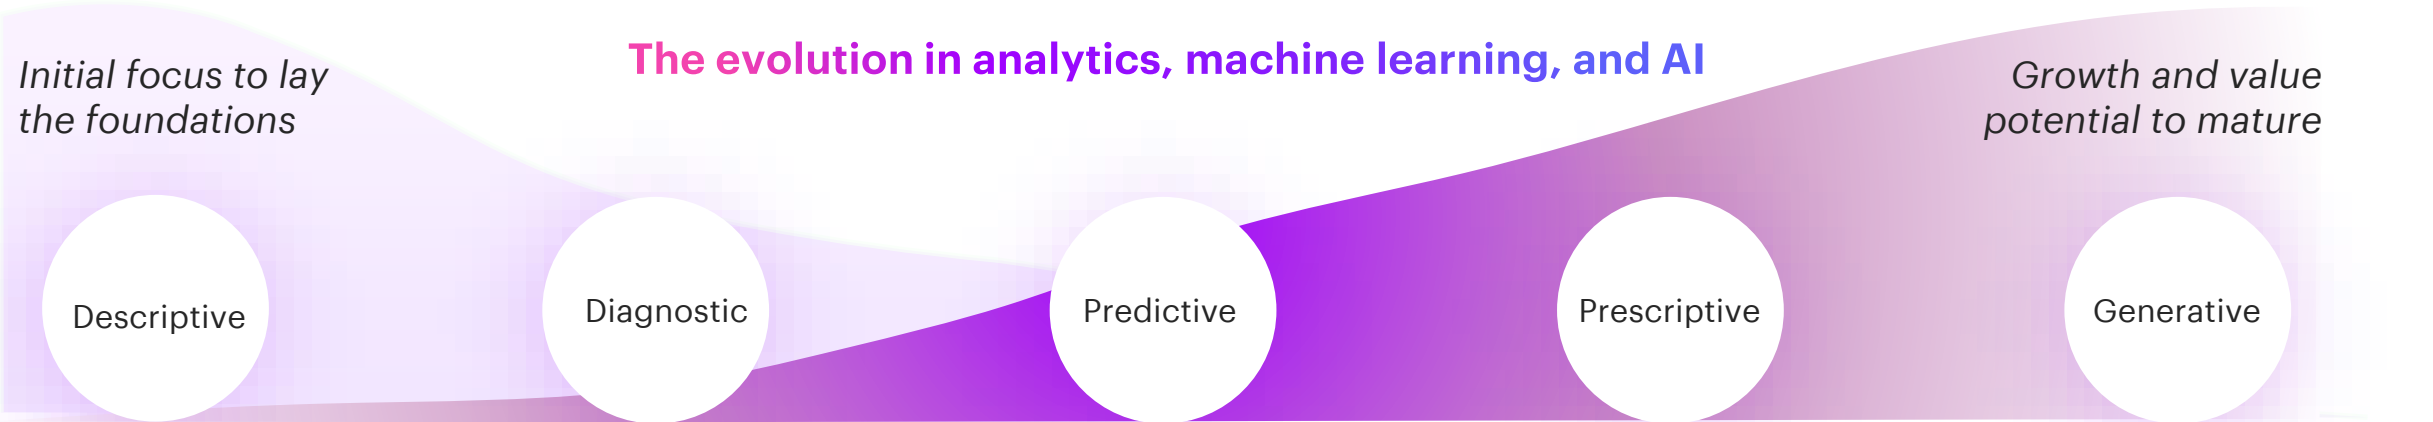 The evolution in analytics, machine learning, and AI
Initial focus to lay
the foundations
Growth and value
potential to mature
Descriptive
Diagnostic
Predictive
Prescriptive
Generative